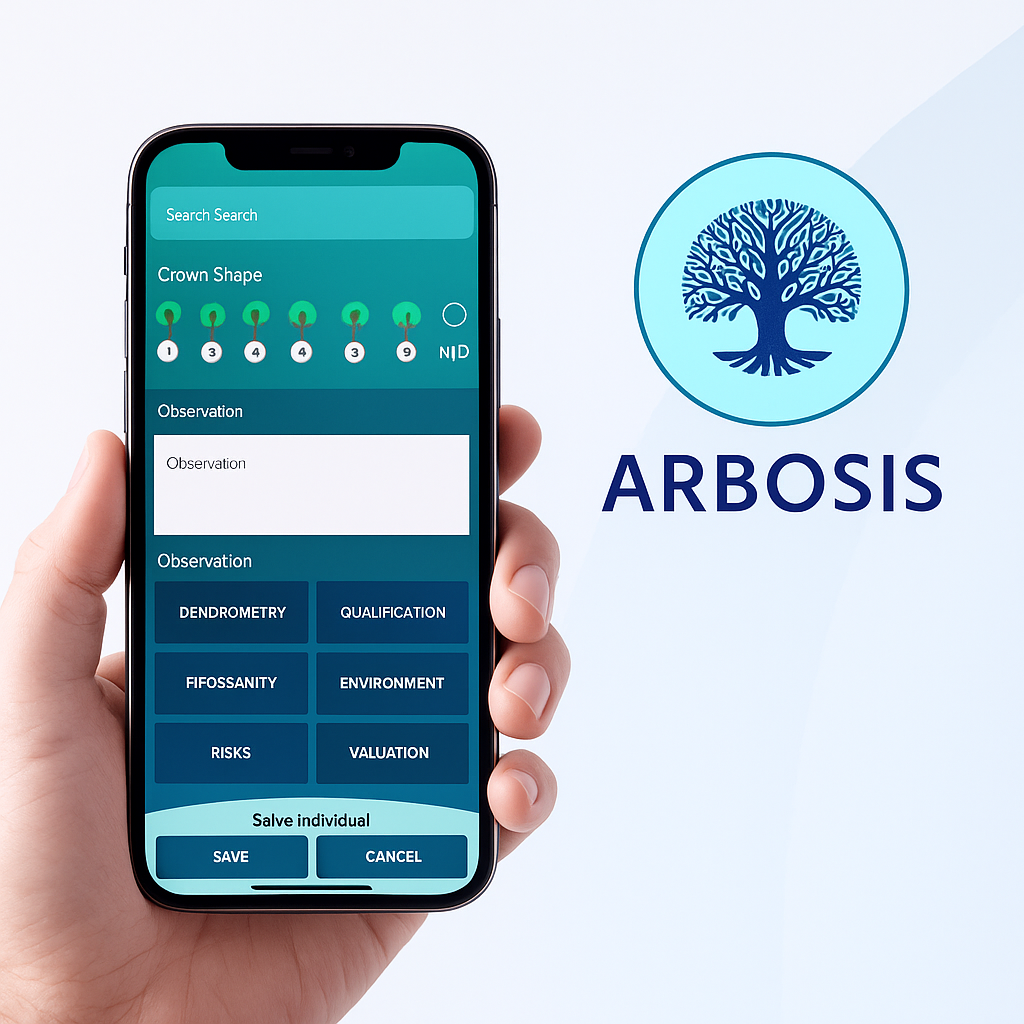 Search Search
Crown Shape
1 3 4 4 3 9 N|D
Observation
Observation
Observation
DENDROMETRY QUALIFICATION
FIFOSSANITY ENVIRONMENT
RISKS VALUATION
Salve individual
SAVE CANCEL
ARBOSIS